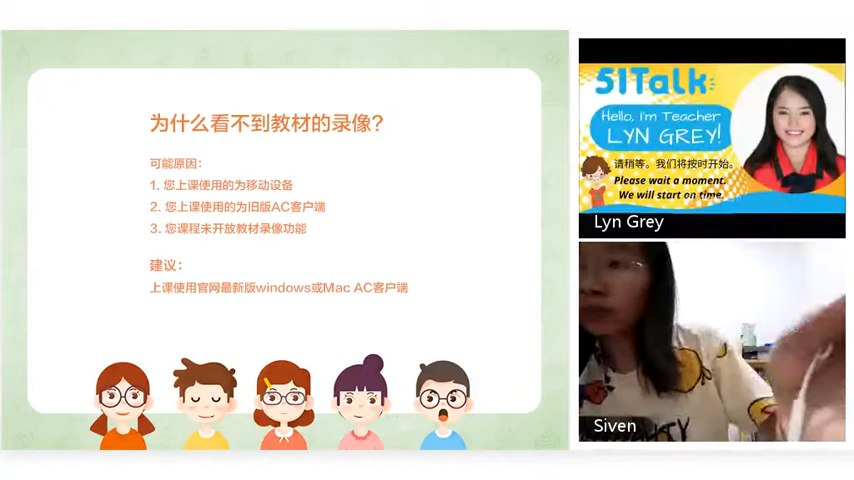 为什么看不到教材的录像？
可能原因：
1. 您上课使用的为移动设备
2. 您上课使用的为旧版AC客户端
3. 您课程未开放教材录像功能
建议：
上课使用官网最新版windows或Mac AC客户端
51Talk
Hello, I'm Teacher
LYN GREY!
请稍等。我们将按时开始。
Please wait a moment.
We will start on time.
Lyn Grey
Siven